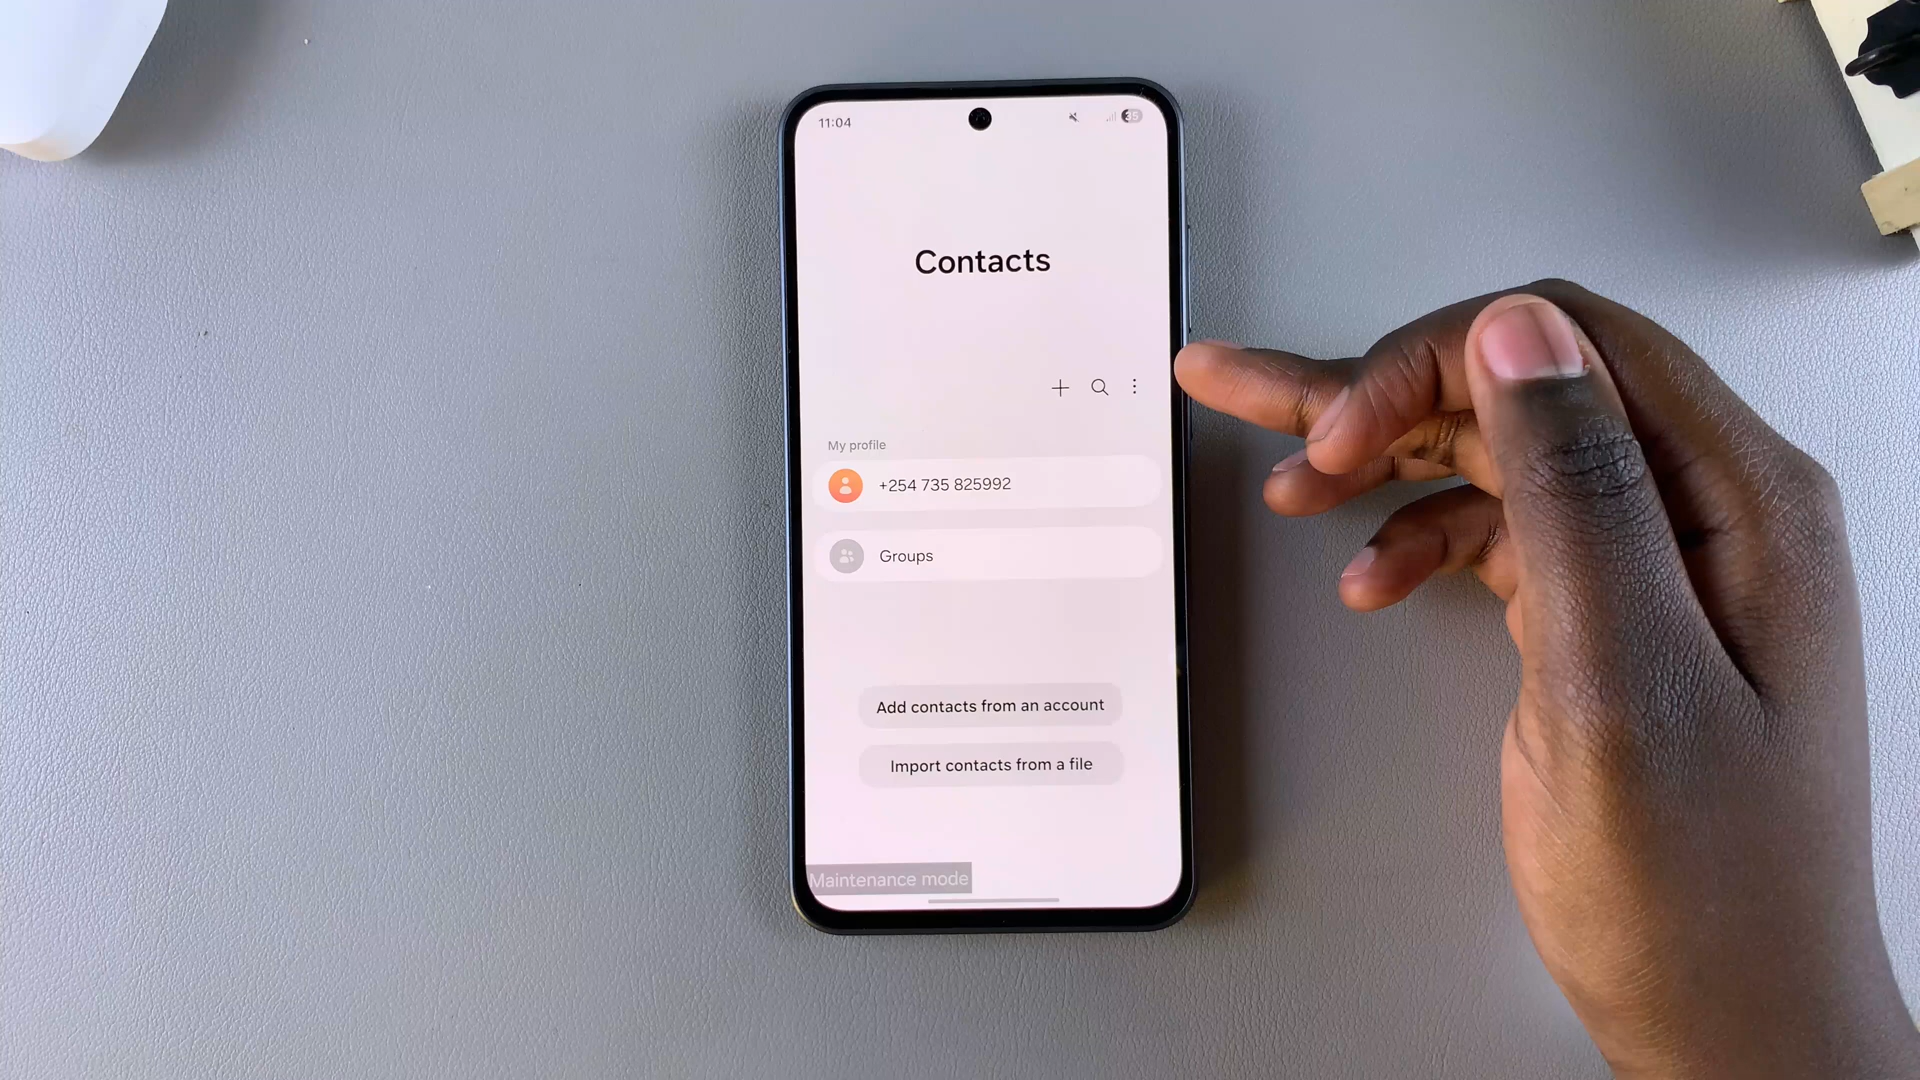 11:04
35
Contacts
My profile
+254 735 825992
Groups
Add contacts from an account
Import contacts from a file
Maintenance mode